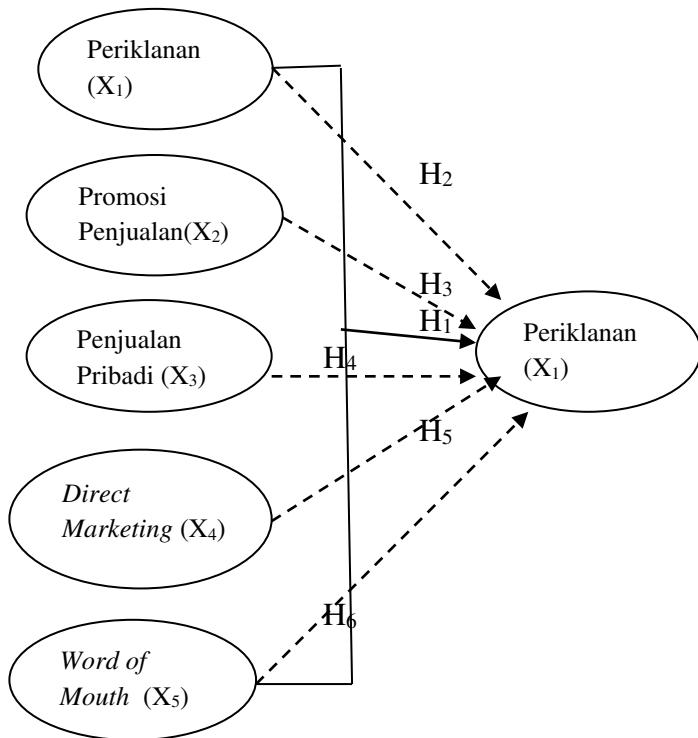 Periklanan
(X₁)
H₂
Promosi
Penjualan(X₂)
H₃
H₁
Penjualan
Pribadi (X₃)
H₄
Periklanan
(X₁)
H₅
Direct
Marketing (X₄)
H₆
Word of
Mouth (X₅)